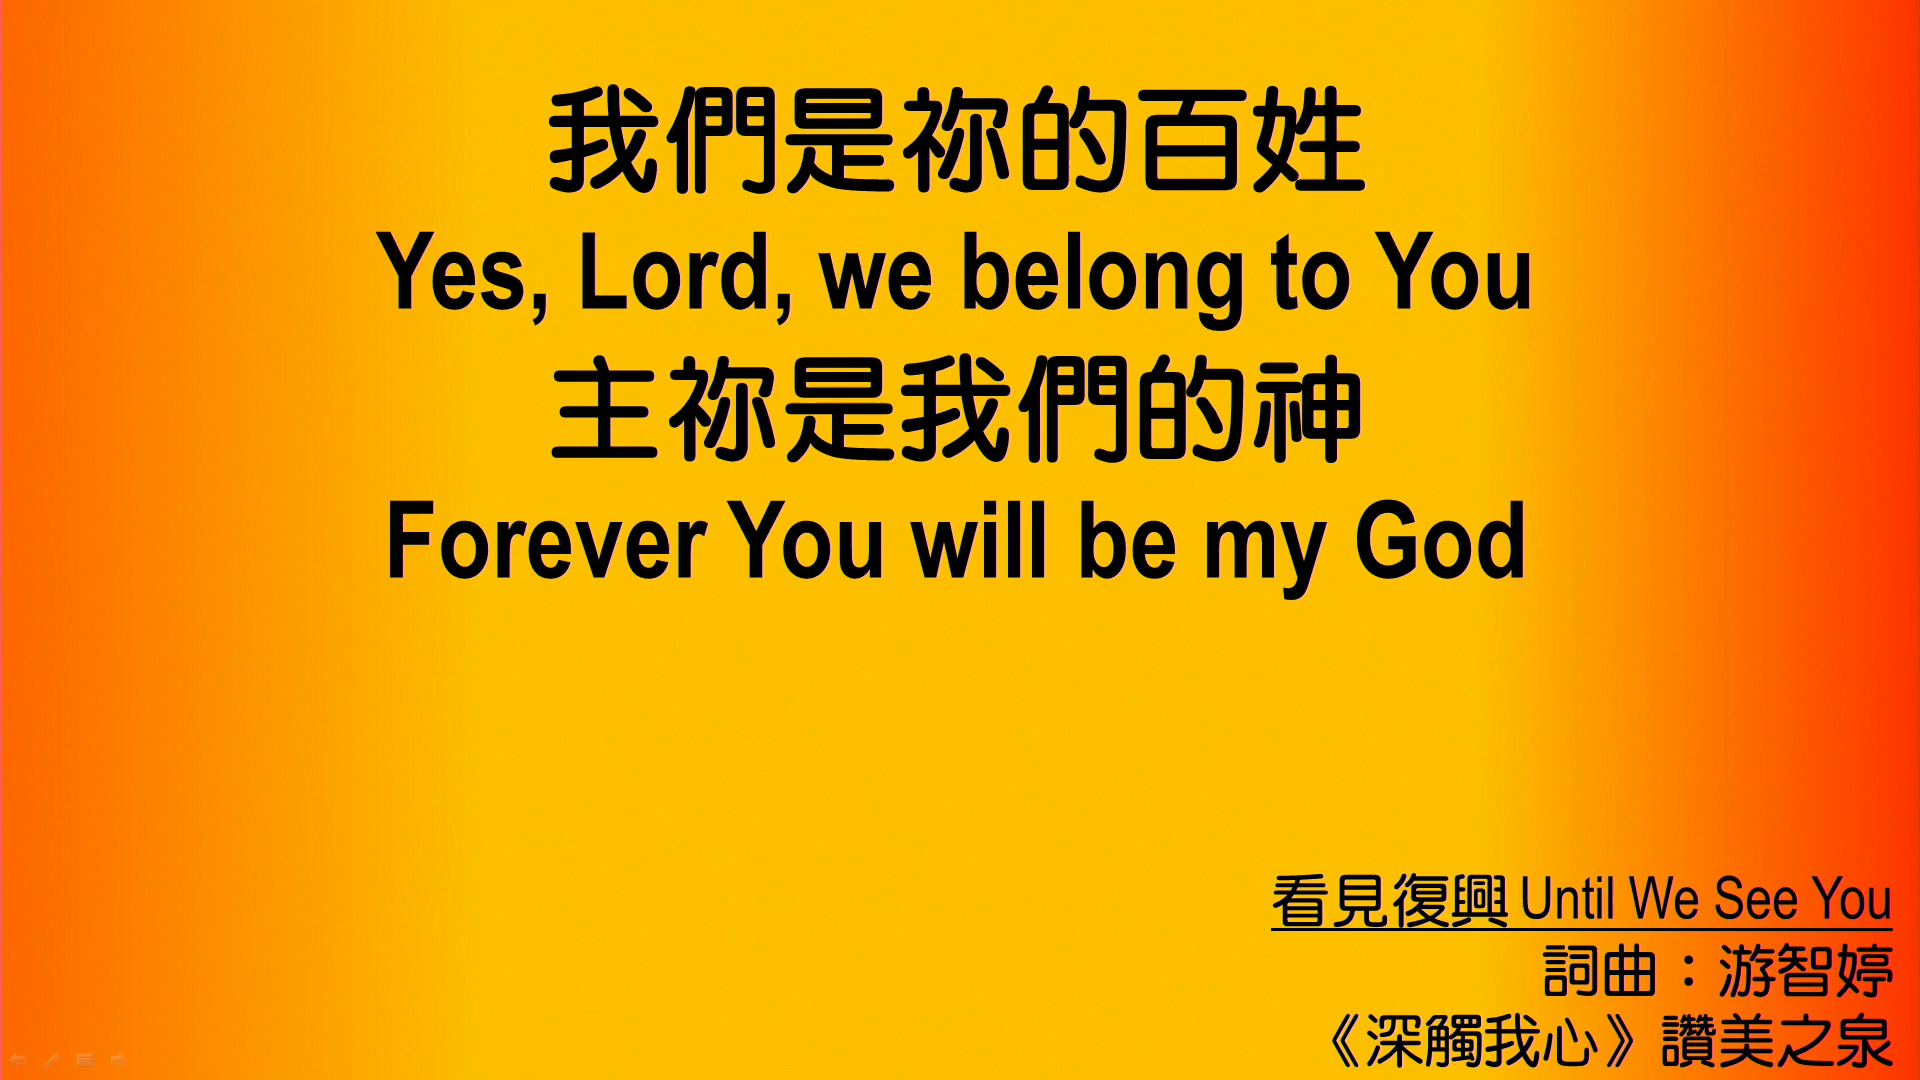 我們是祢的百姓
Yes, Lord, we belong to You
主祢是我們的神
Forever You will be my God
看見復興 Until We See You
詞曲：游智婷
《深觸我心》讚美之泉